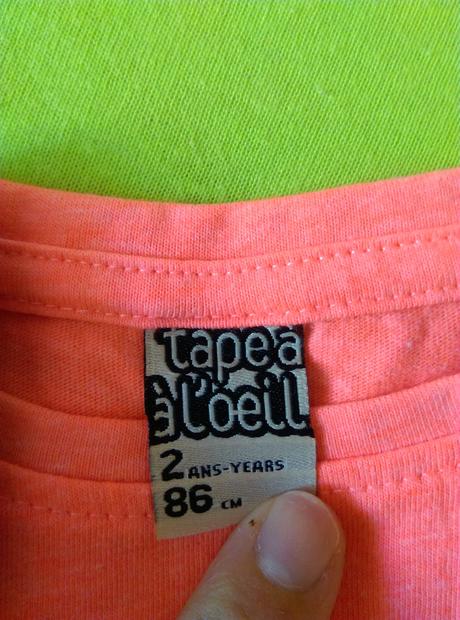 tape à
l'oeil
2 ANS-YEARS
86 CM